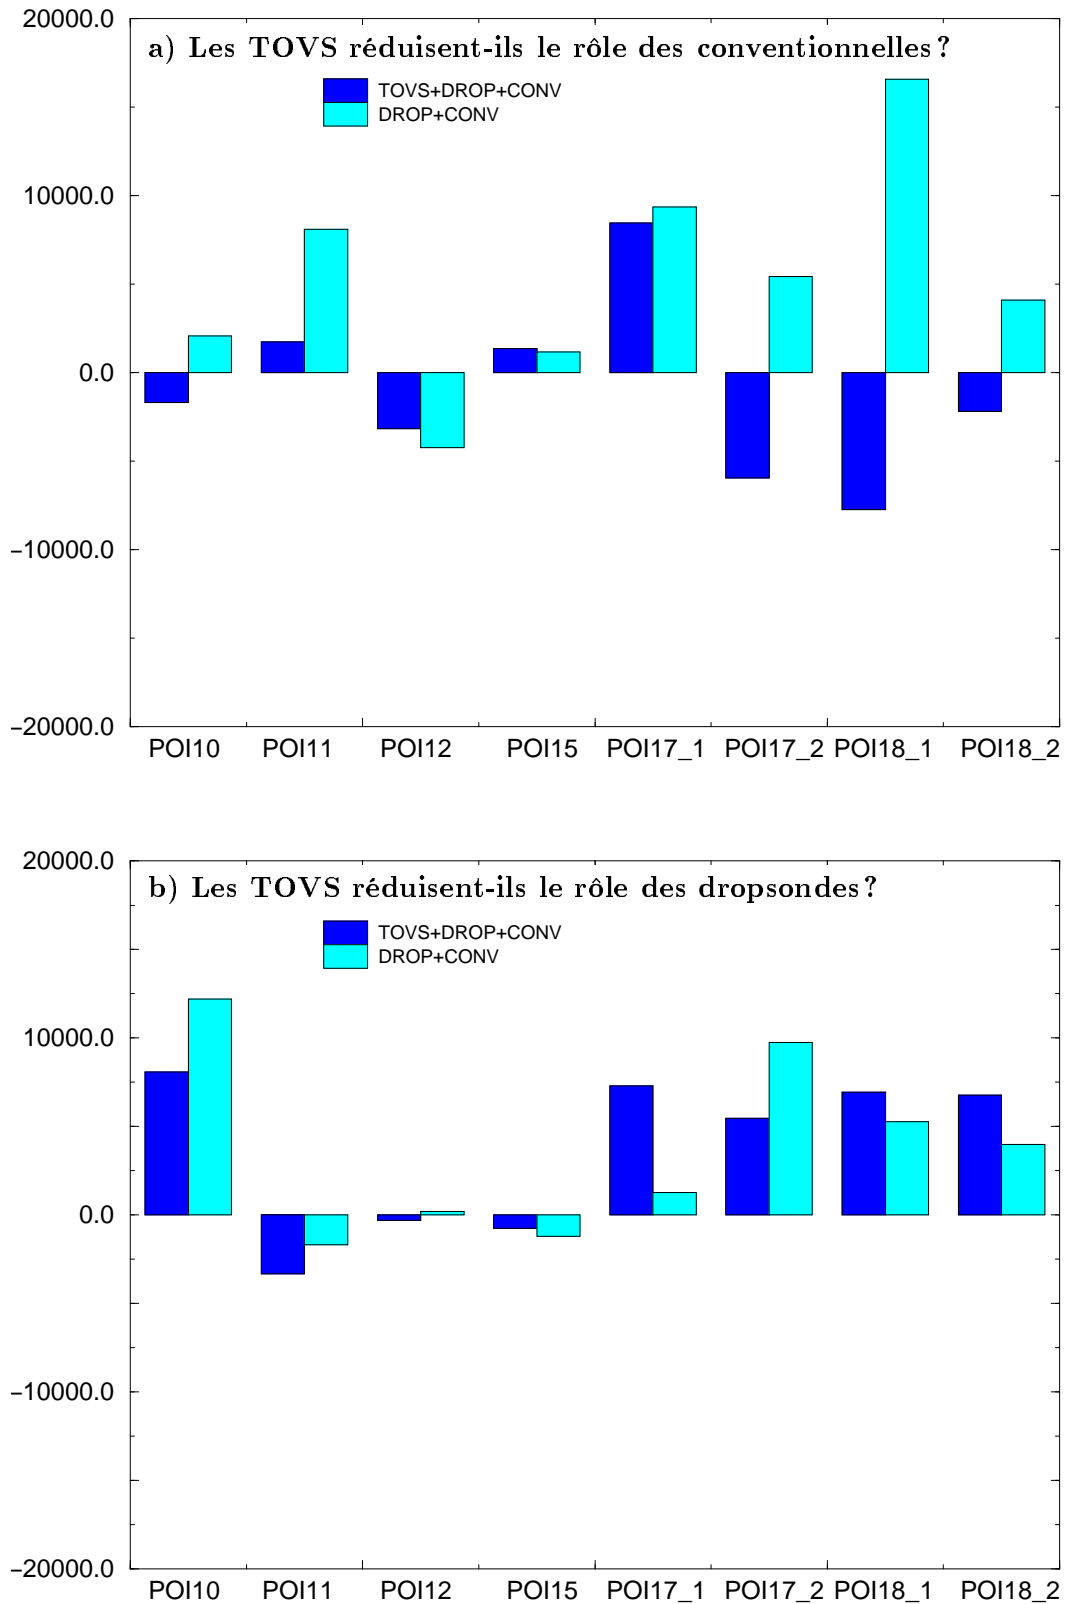 20000.0
a) Les TOVS réduisent-ils le rôle des conventionnelles ?
TOVS+DROP+CONV
DROP+CONV
10000.0
0.0
−10000.0
−20000.0
POI10 POI11 POI12 POI15 POI17_1 POI17_2 POI18_1 POI18_2
20000.0
b) Les TOVS réduisent-ils le rôle des dropsondes ?
TOVS+DROP+CONV
DROP+CONV
10000.0
0.0
−10000.0
−20000.0
POI10 POI11 POI12 POI15 POI17_1 POI17_2 POI18_1 POI18_2